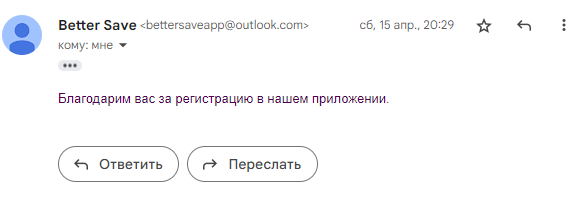 Better Save <bettersaveapp@outlook.com> сб, 15 апр., 20:29
кому: мне
Благодарим вас за регистрацию в нашем приложении.
Ответить Переслать